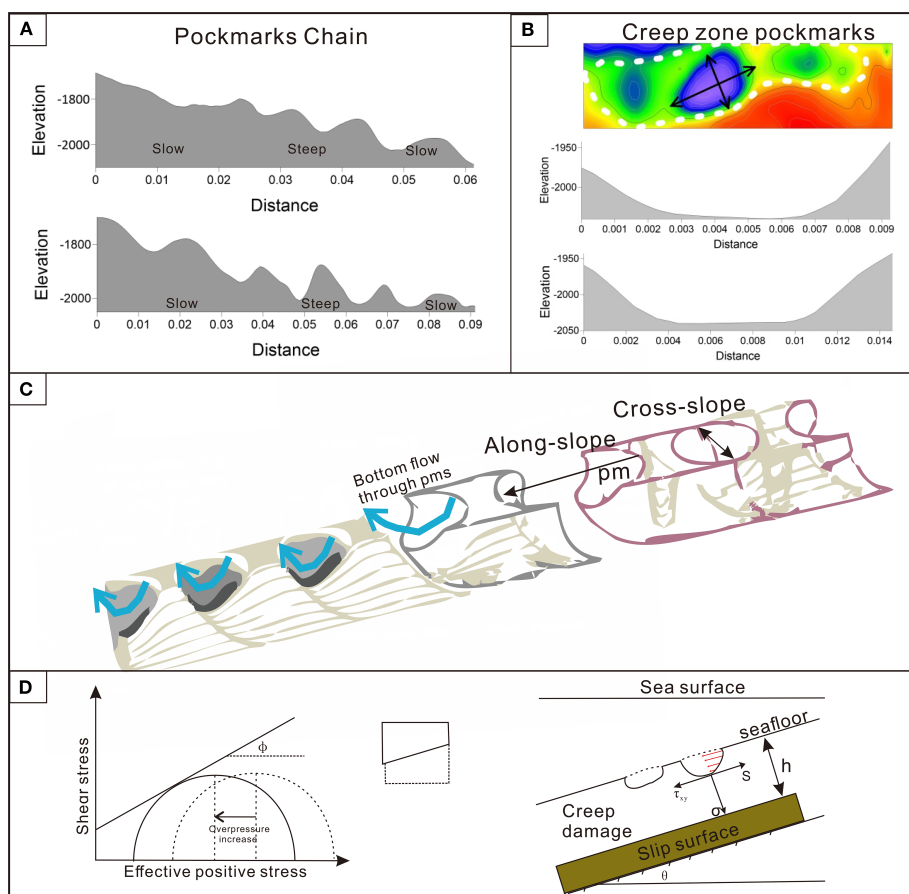 A
Pockmarks Chain
Elevation
-1800
-2000
Slow
Steep
Slow
0
0.01
0.02
0.03
0.04
0.05
0.06
Distance
Elevation
-1800
-2000
Slow
Steep
Slow
0
0.01
0.02
0.03
0.04
0.05
0.06
0.07
0.08
0.09
Distance
B
Creep zone pockmarks
Elevation
-1950
-2000
0
0.001
0.002
0.003
0.004
0.005
0.006
0.007
0.008
0.009
Distance
Elevation
-1950
-2000
-2050
0
0.002
0.004
0.006
0.008
0.01
0.012
0.014
Distance
C
Cross-slope
Along-slope
pm
Bottom flow
through pms
D
Shear stress
ϕ
Overpressure
increase
Effective positive stress
Sea surface
seafloor
S
h
τxy
σ
Creep
damage
Slip surface
θ